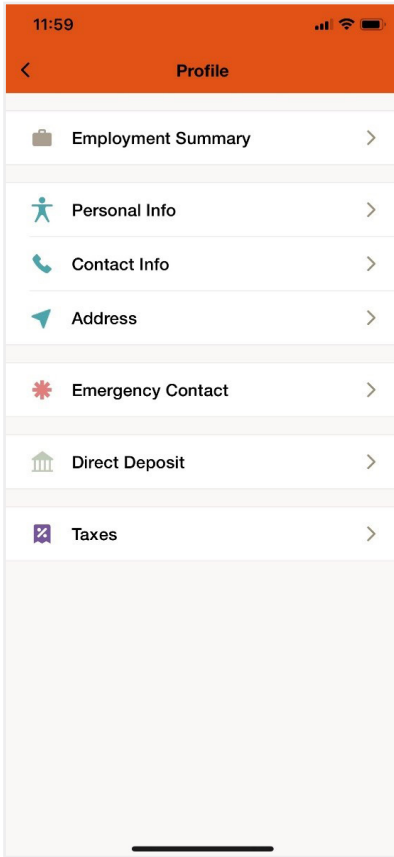 11:59
Profile
Employment Summary
Personal Info
Contact Info
Address
Emergency Contact
Direct Deposit
Taxes